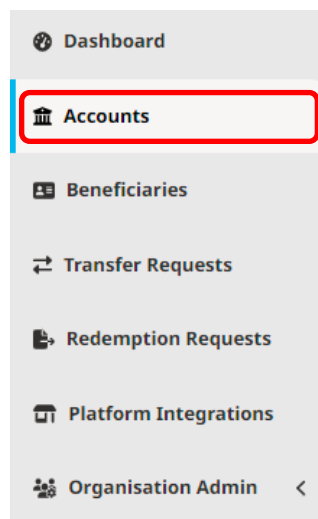 Dashboard
Accounts
Beneficiaries
Transfer Requests
Redemption Requests
Platform Integrations
Organisation Admin